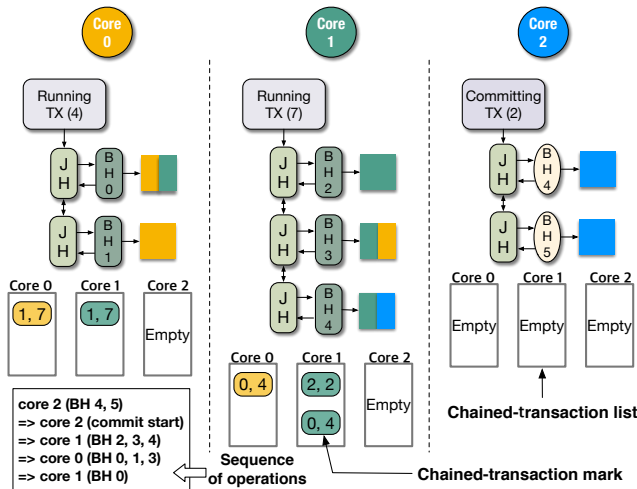 Core
0
Core
1
Core
2
Running
TX (4)
J
H
B
H
0
J
H
B
H
1
Core 0
Core 1
Core 2
1, 7
1, 7
Empty
Running
TX (7)
J
H
B
H
2
J
H
B
H
3
J
H
B
H
4
Core 0
Core 1
Core 2
0, 4
2, 2
0, 4
Empty
Committing
TX (2)
J
H
B
H
4
J
H
B
H
5
Core 0
Core 1
Core 2
Empty
Empty
Empty
Chained-transaction list
Chained-transaction mark
Sequence
of operations
core 2 (BH 4, 5)
=> core 2 (commit start)
=> core 1 (BH 2, 3, 4)
=> core 0 (BH 0, 1, 3)
=> core 1 (BH 0)